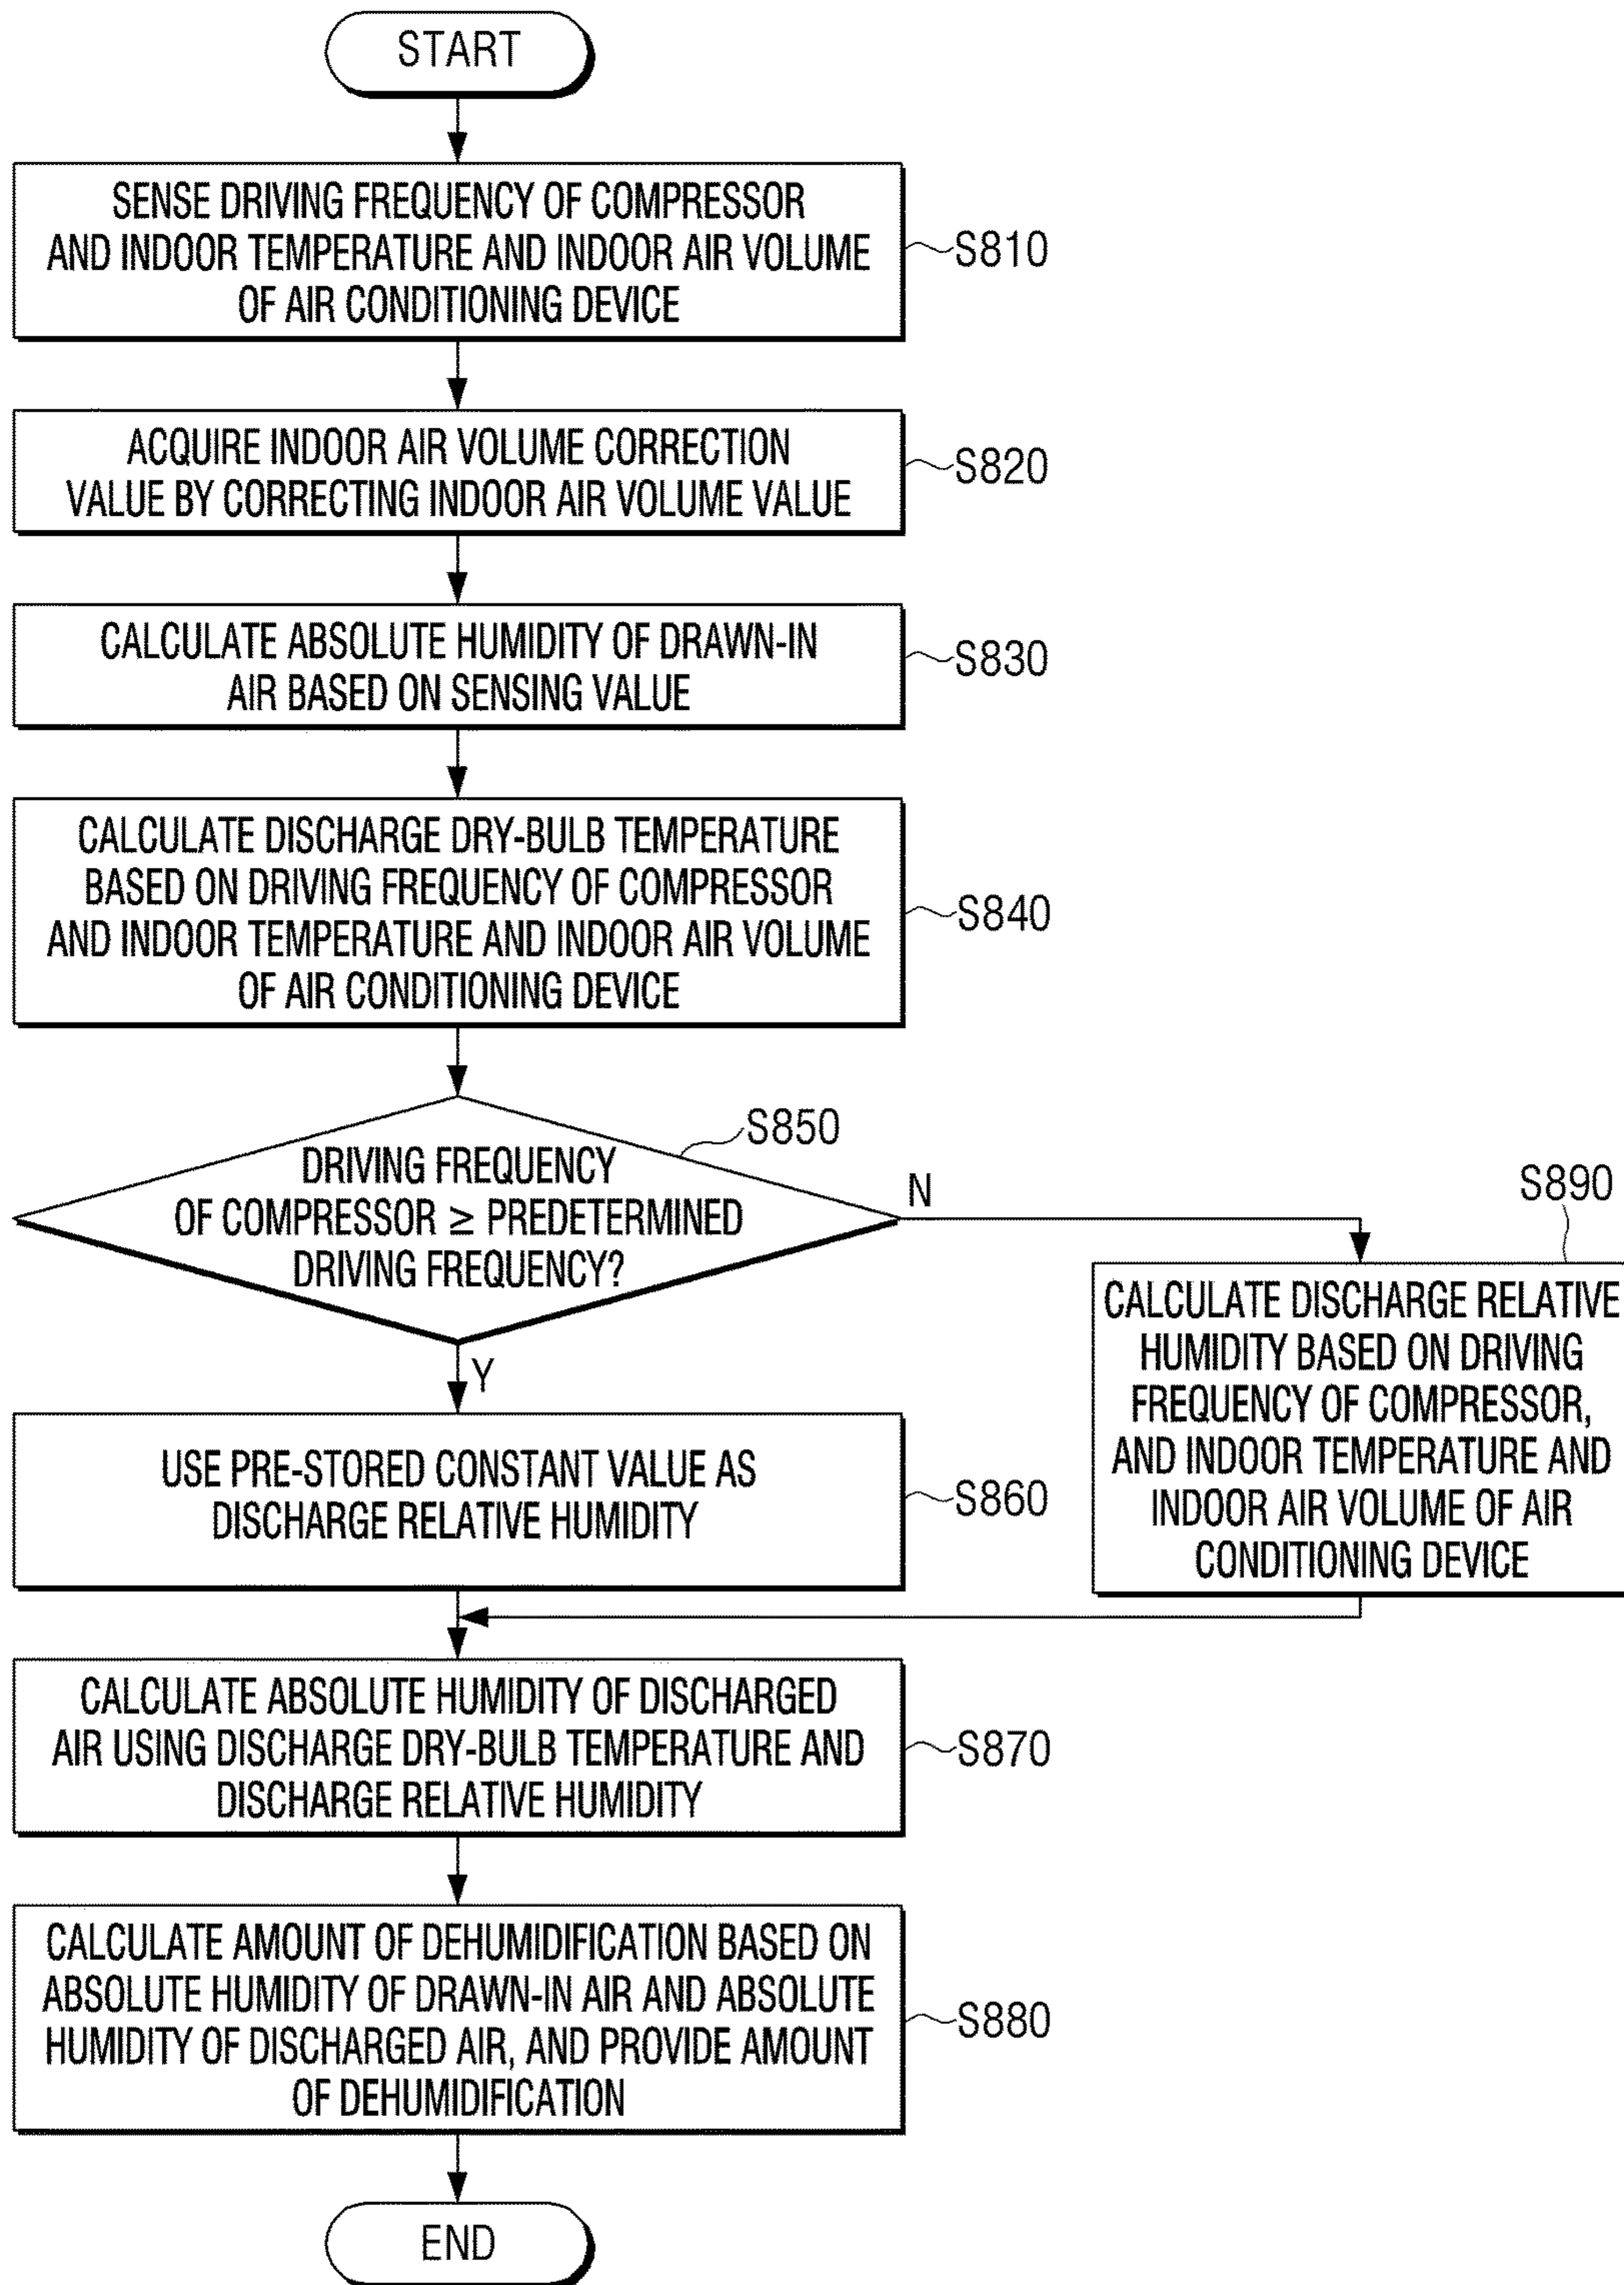 START
SENSE DRIVING FREQUENCY OF COMPRESSOR
AND INDOOR TEMPERATURE AND INDOOR AIR VOLUME
OF AIR CONDITIONING DEVICE
S810
ACQUIRE INDOOR AIR VOLUME CORRECTION
VALUE BY CORRECTING INDOOR AIR VOLUME VALUE
S820
CALCULATE ABSOLUTE HUMIDITY OF DRAWN-IN
AIR BASED ON SENSING VALUE
S830
CALCULATE DISCHARGE DRY-BULB TEMPERATURE
BASED ON DRIVING FREQUENCY OF COMPRESSOR
AND INDOOR TEMPERATURE AND INDOOR AIR VOLUME
OF AIR CONDITIONING DEVICE
S840
DRIVING FREQUENCY
OF COMPRESSOR ≥ PREDETERMINED
DRIVING FREQUENCY?
S850
N
Y
S890
CALCULATE DISCHARGE RELATIVE
HUMIDITY BASED ON DRIVING
FREQUENCY OF COMPRESSOR,
AND INDOOR TEMPERATURE AND
INDOOR AIR VOLUME OF AIR
CONDITIONING DEVICE
USE PRE-STORED CONSTANT VALUE AS
DISCHARGE RELATIVE HUMIDITY
S860
CALCULATE ABSOLUTE HUMIDITY OF DISCHARGED
AIR USING DISCHARGE DRY-BULB TEMPERATURE AND
DISCHARGE RELATIVE HUMIDITY
S870
CALCULATE AMOUNT OF DEHUMIDIFICATION BASED ON
ABSOLUTE HUMIDITY OF DRAWN-IN AIR AND ABSOLUTE
HUMIDITY OF DISCHARGED AIR, AND PROVIDE AMOUNT
OF DEHUMIDIFICATION
S880
END